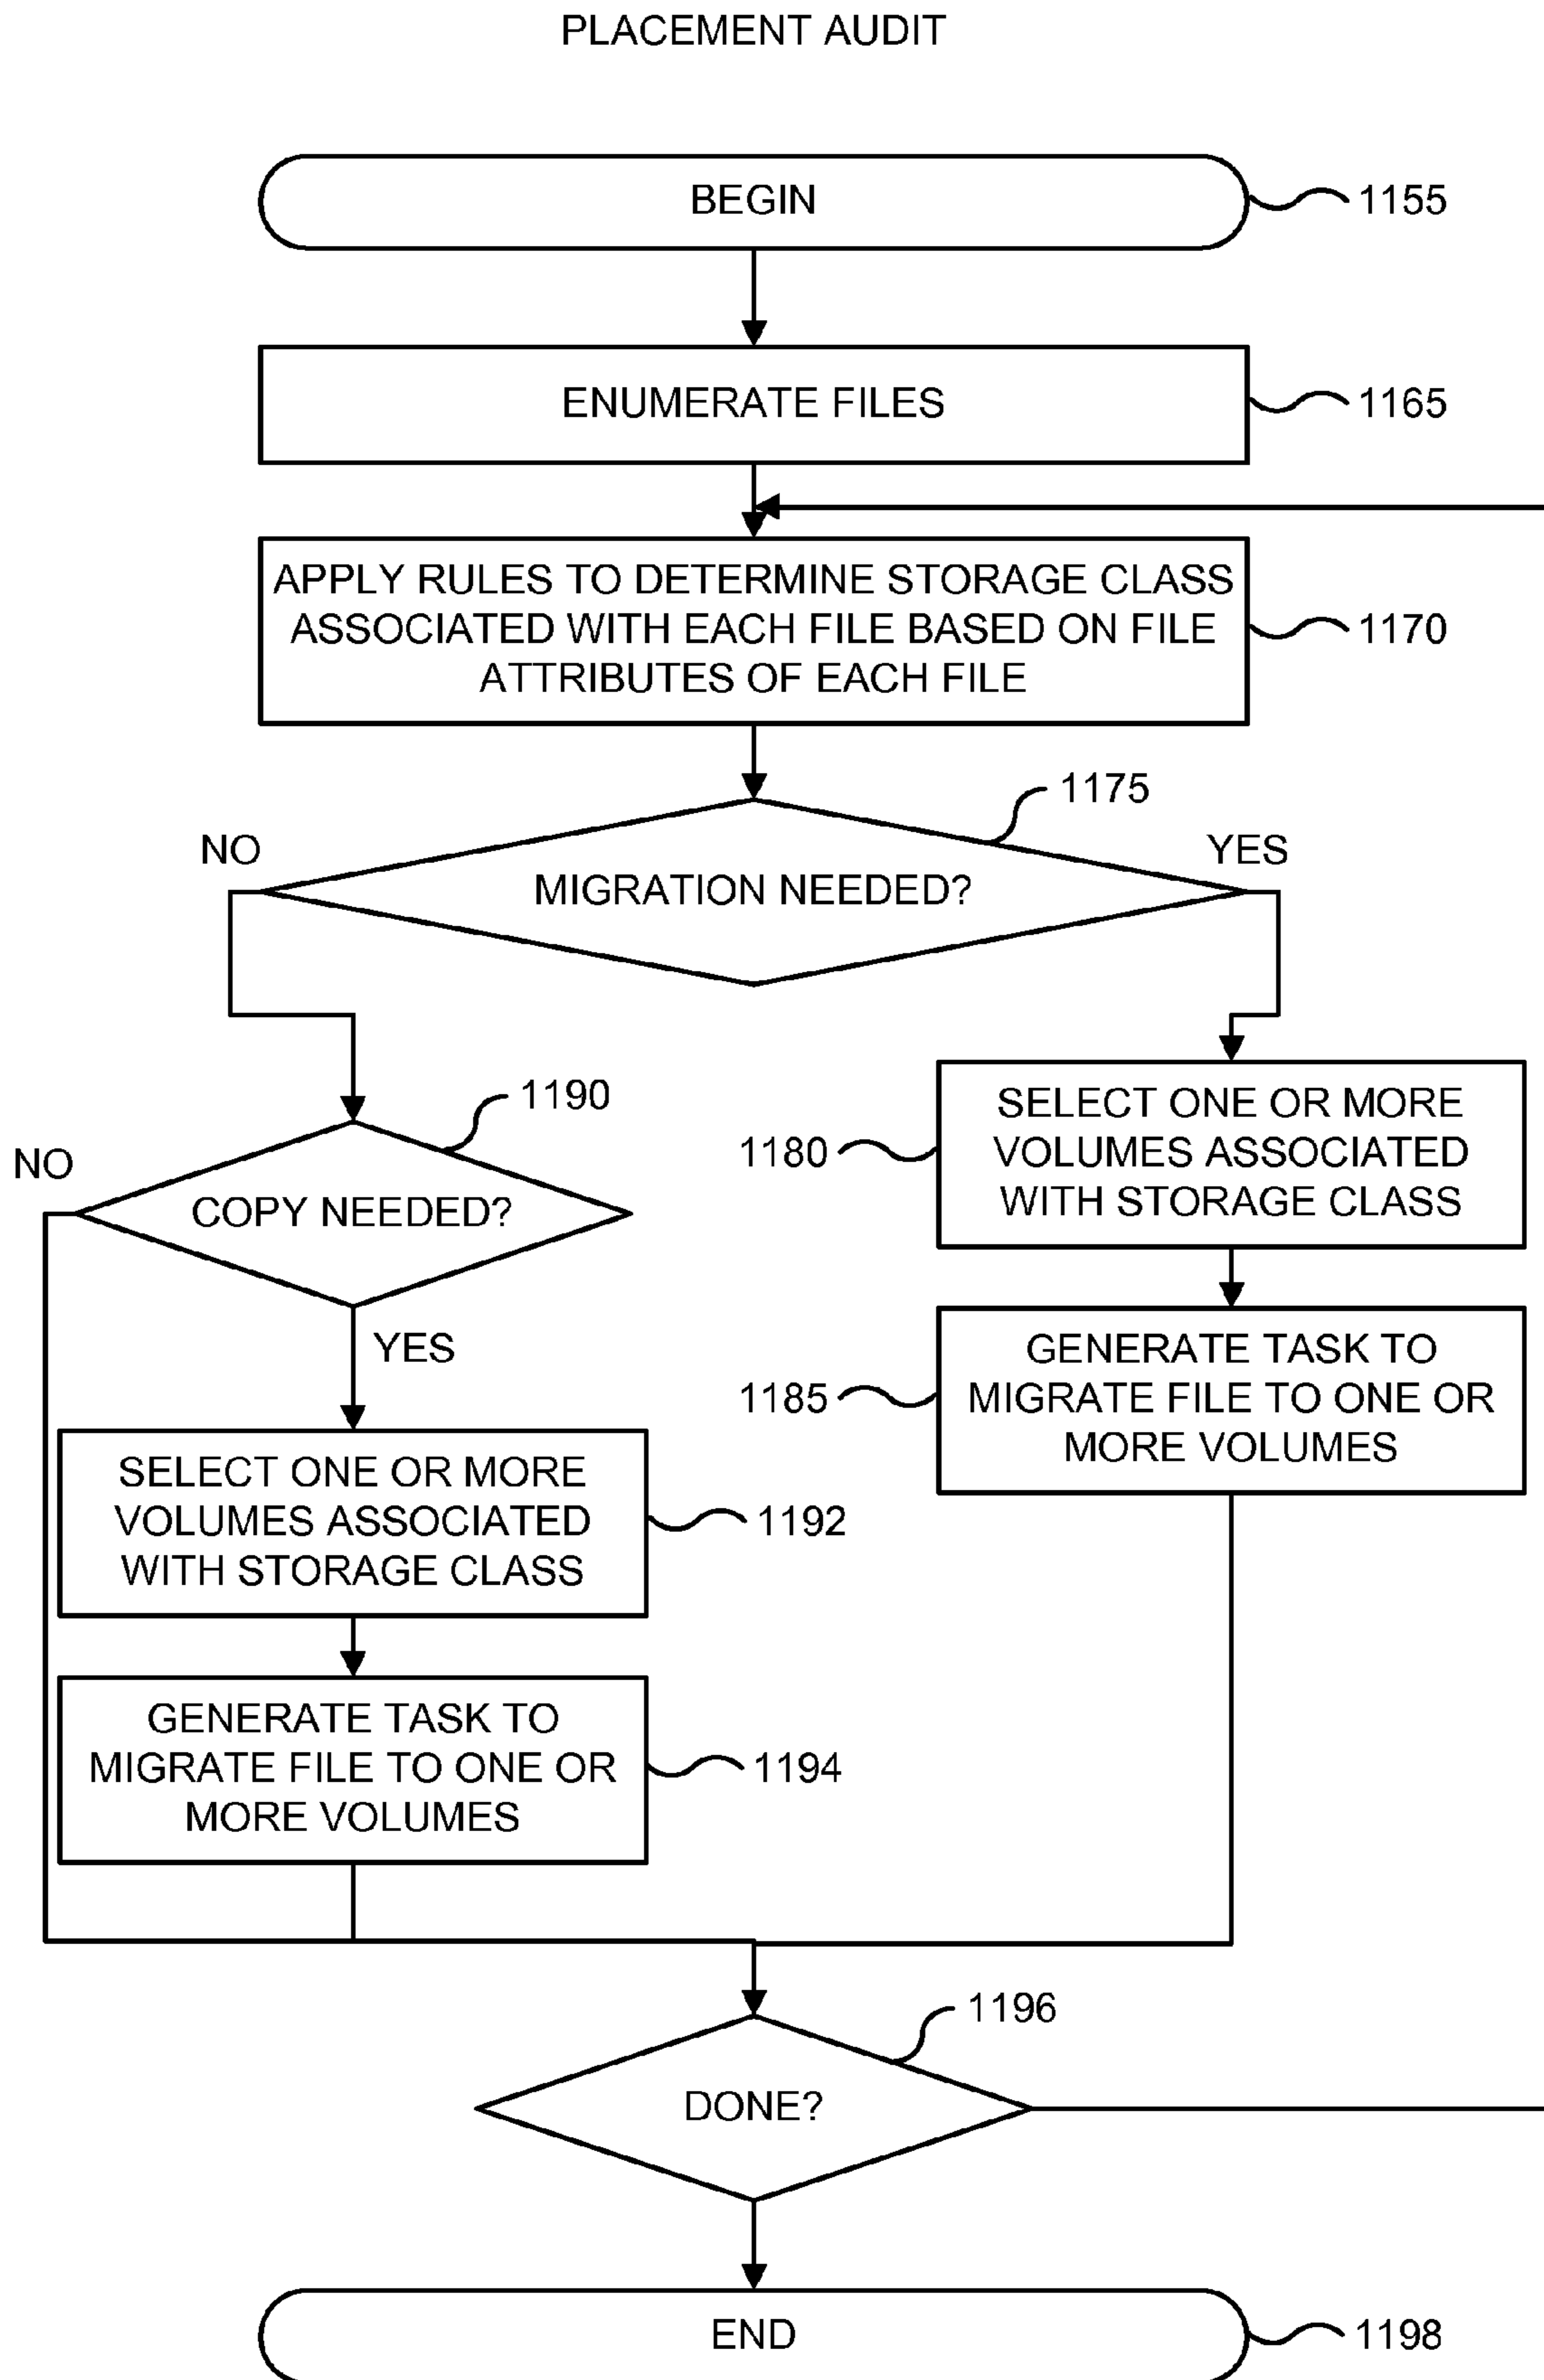 PLACEMENT AUDIT
BEGIN
1155
ENUMERATE FILES
1165
APPLY RULES TO DETERMINE STORAGE CLASS
ASSOCIATED WITH EACH FILE BASED ON FILE
ATTRIBUTES OF EACH FILE
1170
1175
NO
YES
MIGRATION NEEDED?
1190
NO
COPY NEEDED?
YES
SELECT ONE OR MORE
VOLUMES ASSOCIATED
WITH STORAGE CLASS
1180
GENERATE TASK TO
MIGRATE FILE TO ONE OR
MORE VOLUMES
1185
SELECT ONE OR MORE
VOLUMES ASSOCIATED
WITH STORAGE CLASS
1192
GENERATE TASK TO
MIGRATE FILE TO ONE OR
MORE VOLUMES
1194
1196
DONE?
END
1198